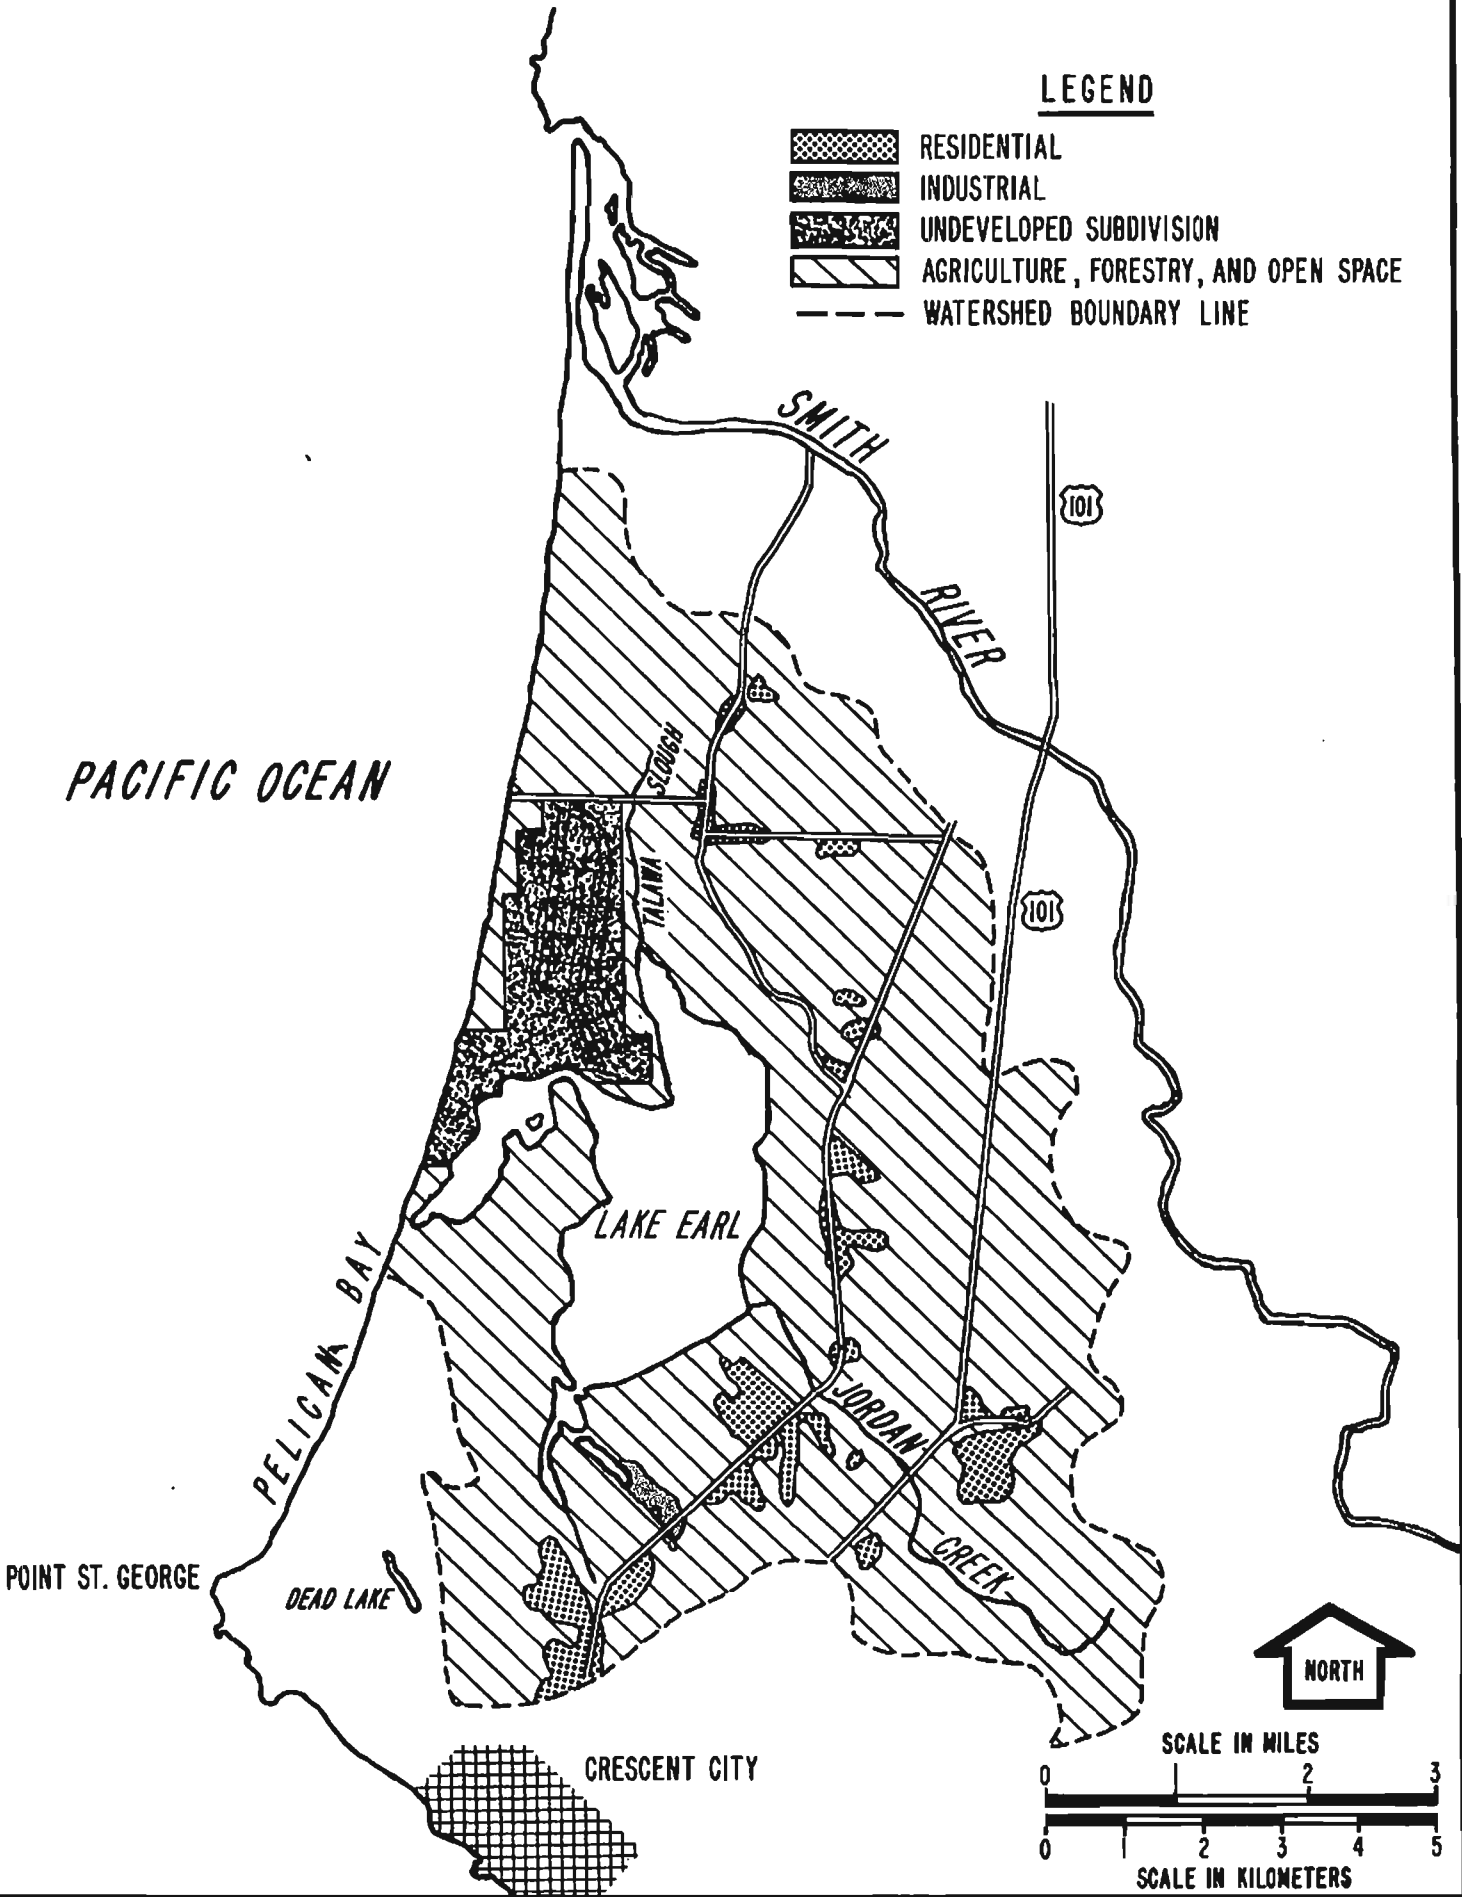 LEGEND
RESIDENTIAL
INDUSTRIAL
UNDEVELOPED SUBDIVISION
AGRICULTURE, FORESTRY, AND OPEN SPACE
WATERSHED BOUNDARY LINE
SMITH
RIVER
101
PACIFIC OCEAN
SLOUGH
TALAWA
101
LAKE EARL
PELICAN BAY
JORDAN
CREEK
POINT ST. GEORGE
DEAD LAKE
NORTH
CRESCENT CITY
SCALE IN MILES
0 | 2 3
0 1 2 3 4 5
SCALE IN KILOMETERS